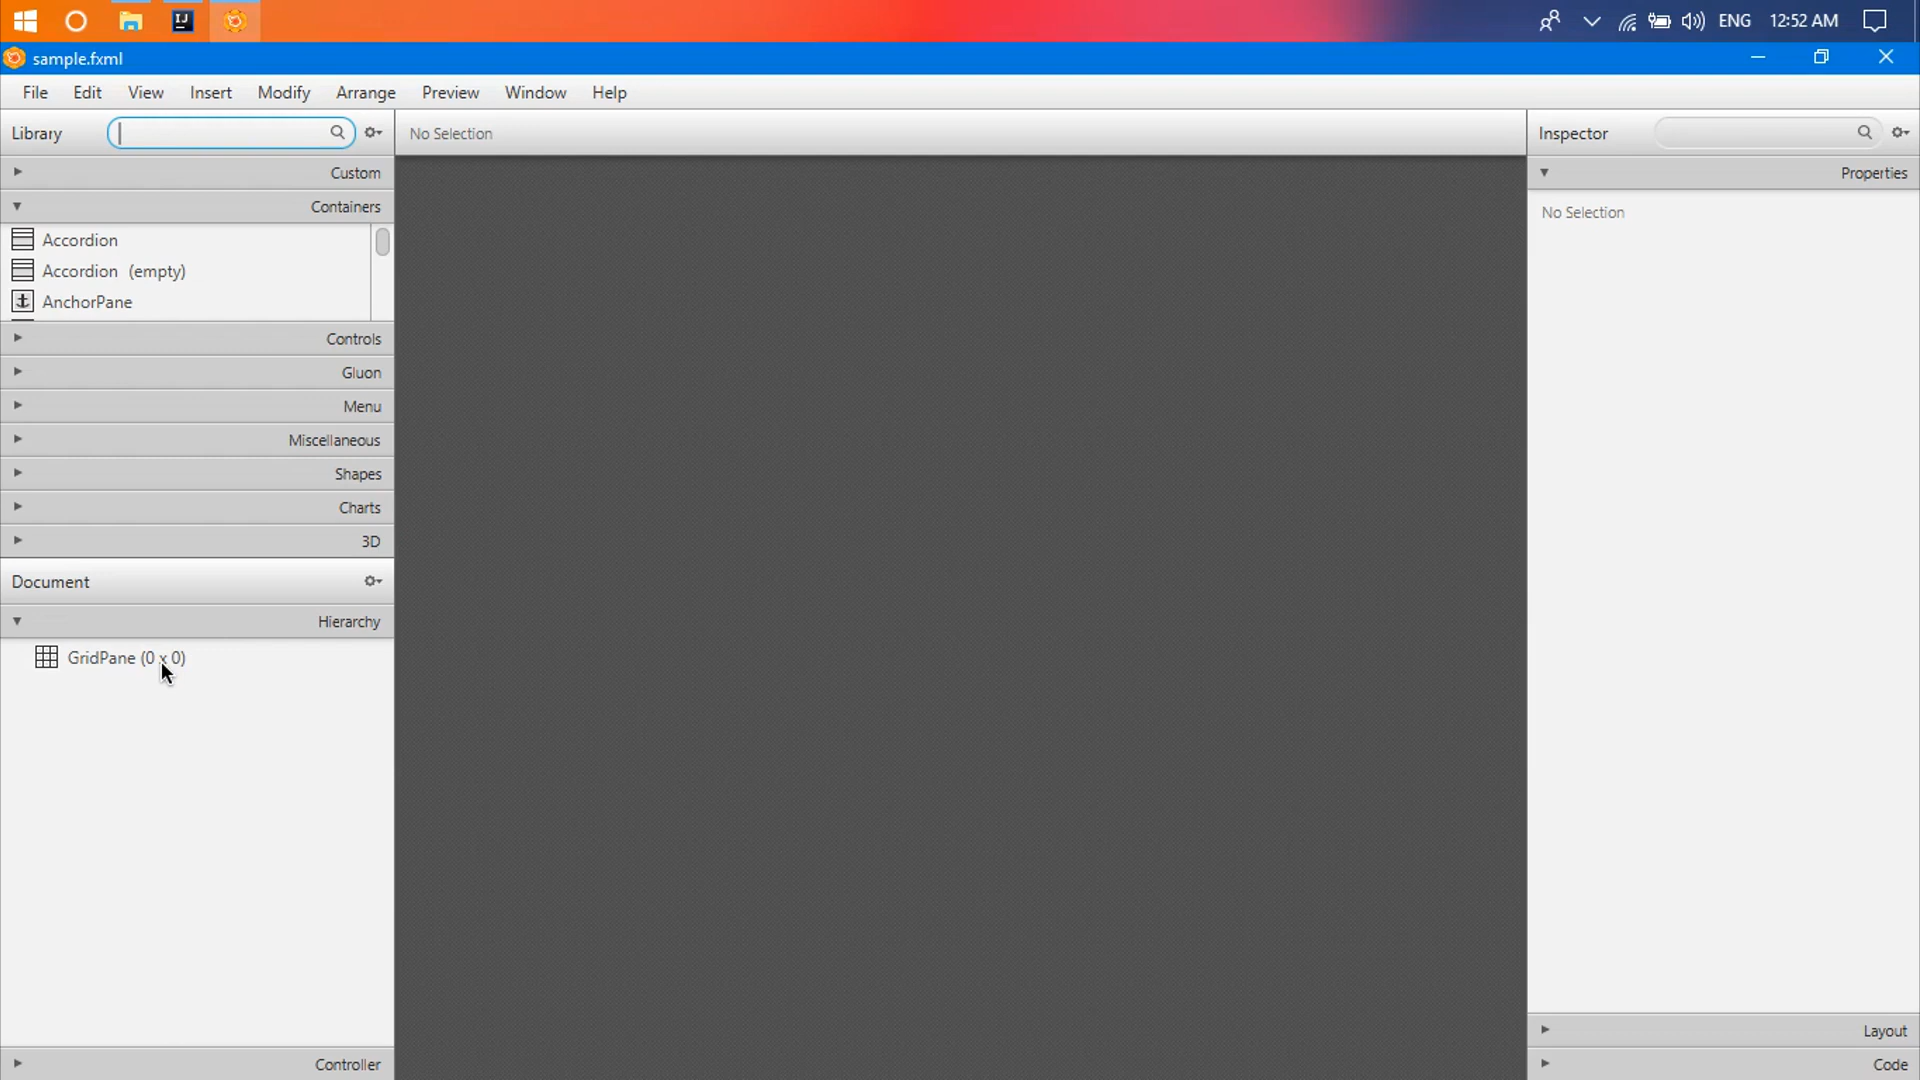 IJ
ENG
12:52 AM
sample.fxml
File Edit View Insert Modify Arrange Preview Window Help
Library
No Selection
Inspector
Custom
Containers
Accordion
Accordion (empty)
AnchorPane
Controls
Gluon
Menu
Miscellaneous
Shapes
Charts
3D
Document
Hierarchy
GridPane (0 x 0)
Controller
Properties
No Selection
Layout
Code